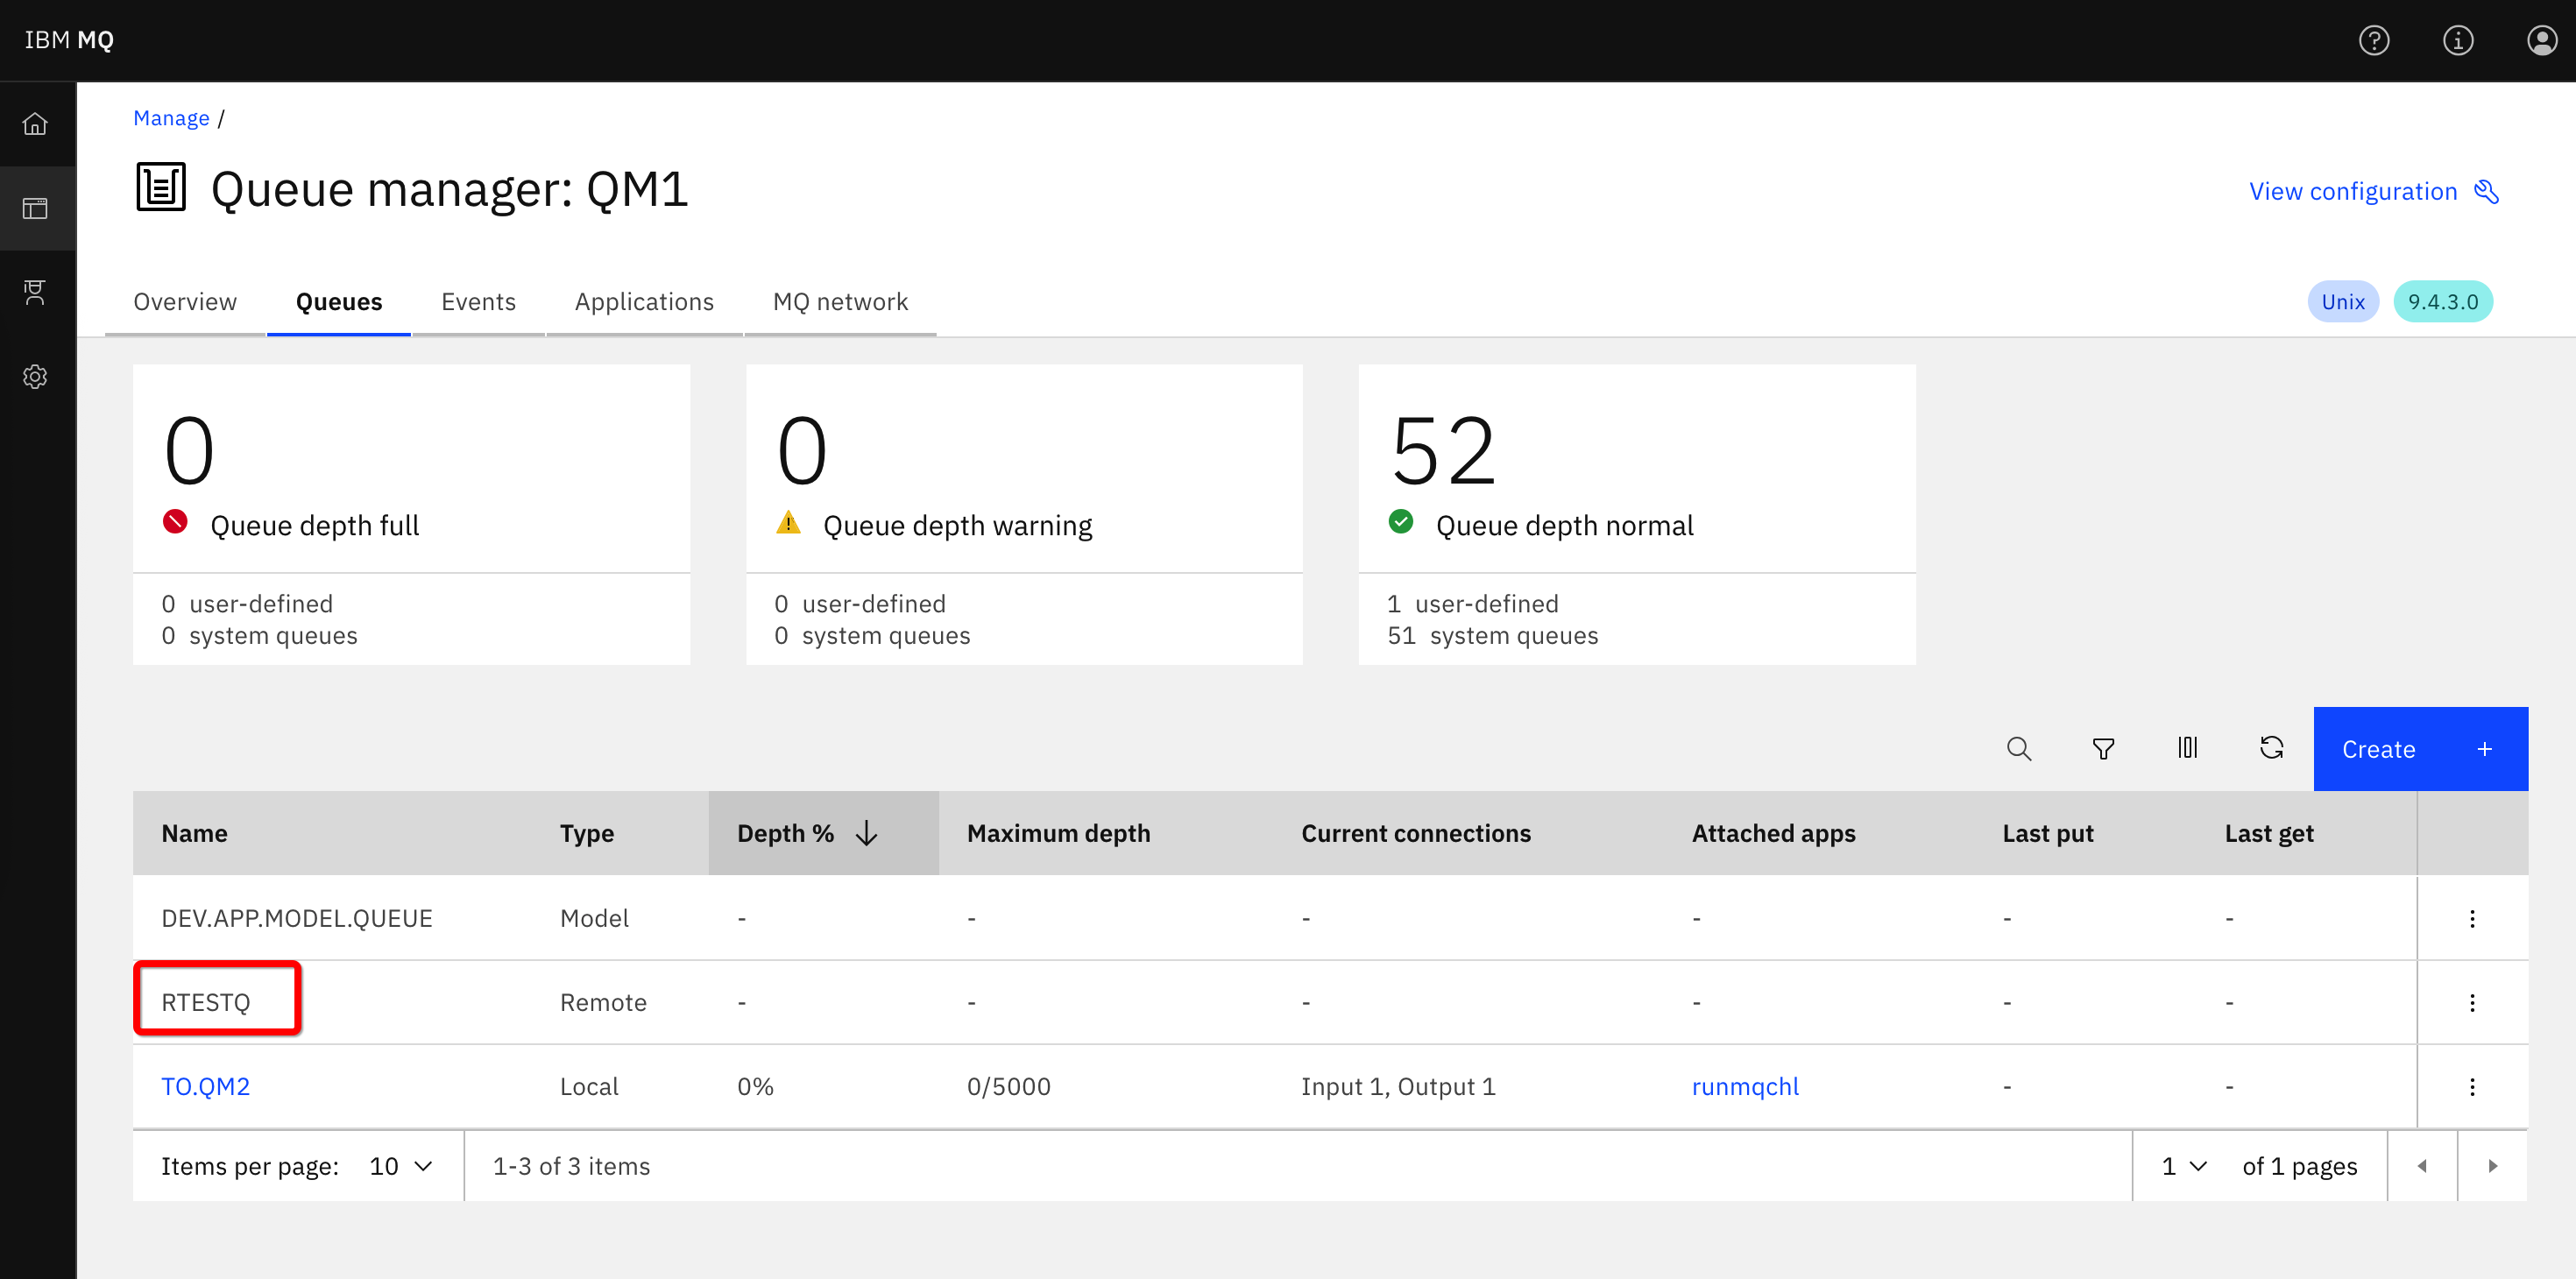 IBM MQ
Manage /
Queue manager: QM1
View configuration
Overview Queues Events Applications MQ network
Unix 9.4.3.0
0 0 52
Queue depth full Queue depth warning Queue depth normal
0 user-defined 0 user-defined 1 user-defined
0 system queues 0 system queues 51 system queues
Create +
Name Type Depth % Maximum depth Current connections Attached apps Last put Last get
DEV.APP.MODEL.QUEUE Model - - - - - -
RTESTQ Remote - - - - - -
TO.QM2 Local 0% 0/5000 Input 1, Output 1 runmqchl - -
Items per page: 10 1-3 of 3 items 1 of 1 pages